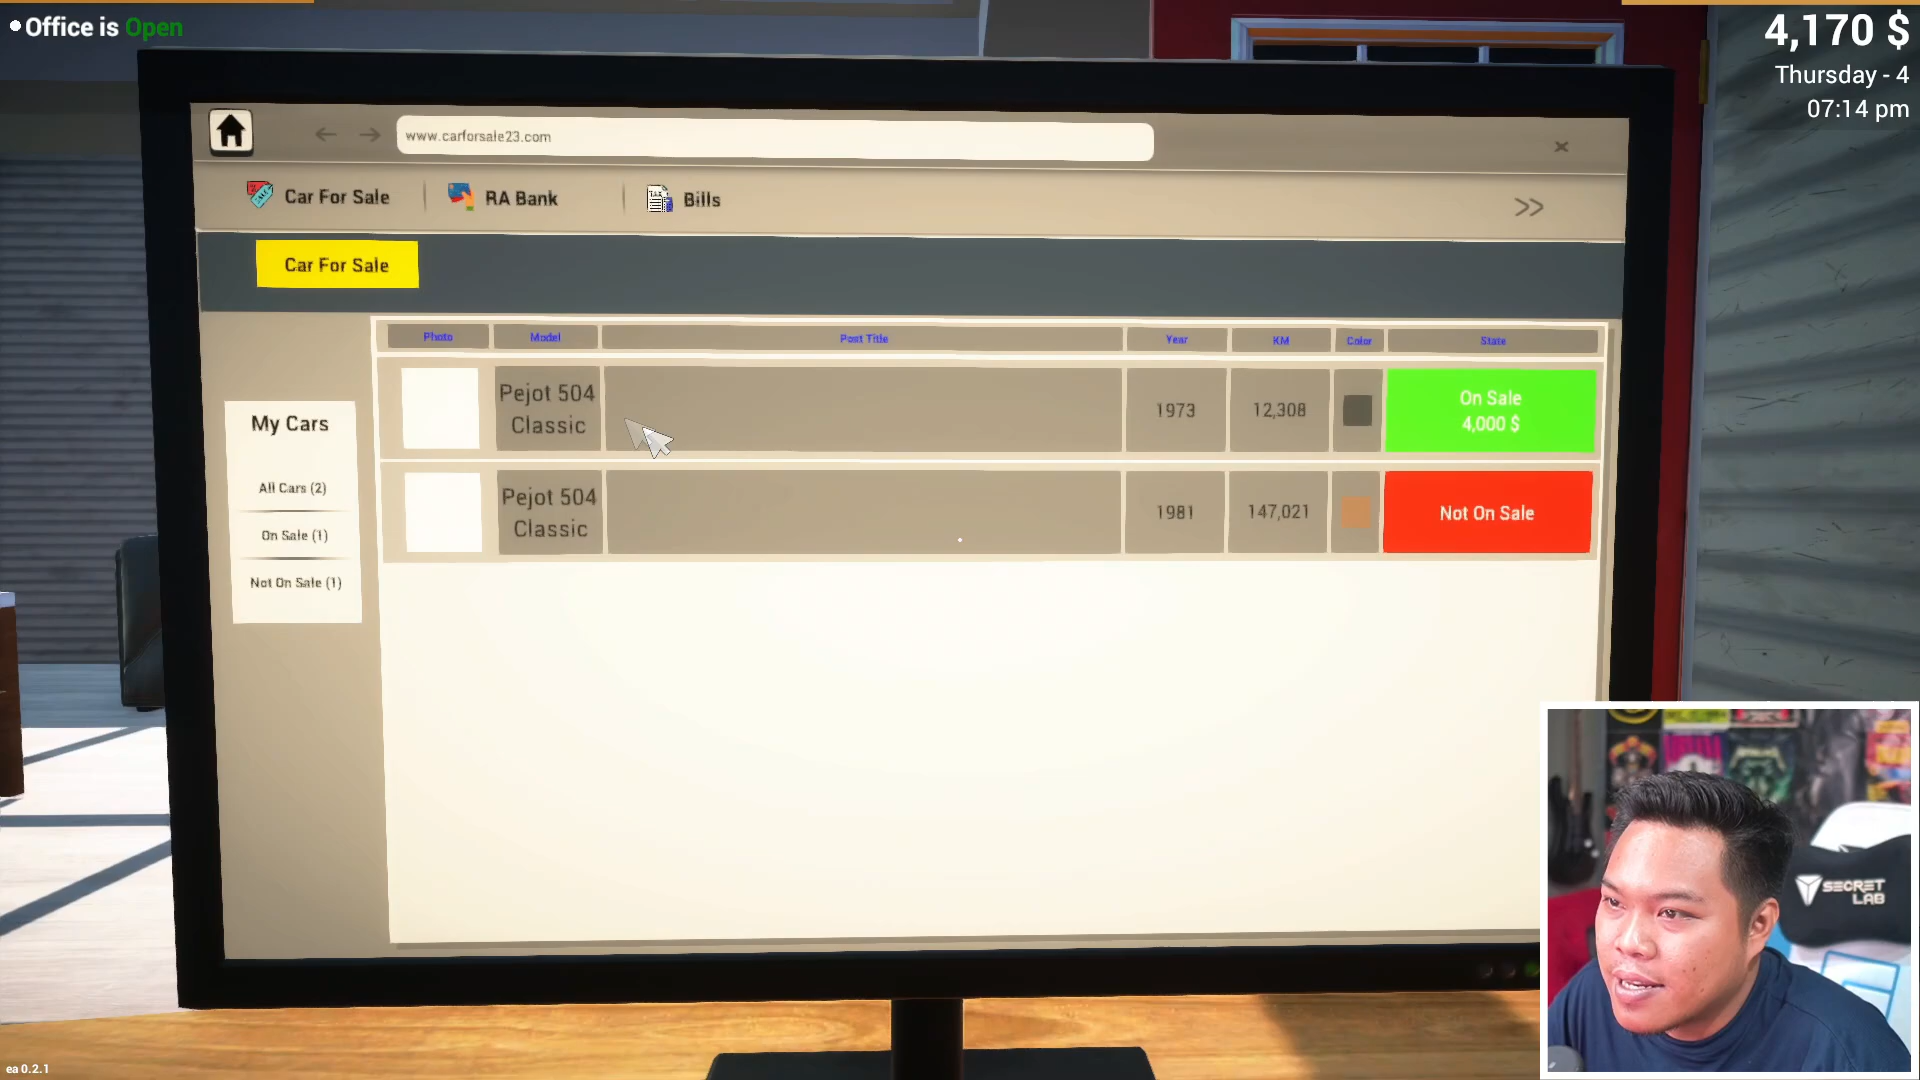 Office is Open
4,170 $
Thursday - 4
07:14 pm
www.carforsale23.com
Car For Sale
RA Bank
Bills
>>
Car For Sale
Photo
Model
Post Title
Year
KM
Color
State
Pejot 504
Classic
1973
12,308
On Sale
4,000 $
My Cars
All Cars (2)
On Sale (1)
Not On Sale (1)
Pejot 504
Classic
1981
147,021
Not On Sale
SECRET
LAB
ea 0.2.1